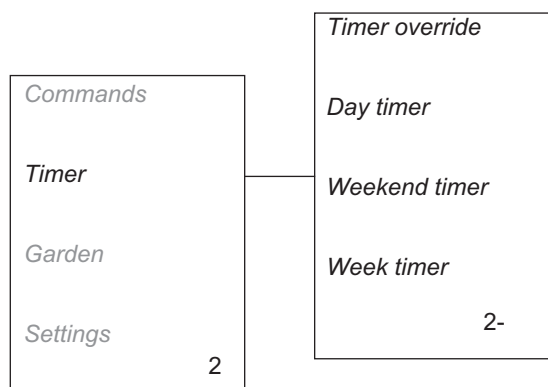 Commands
Timer
Garden
Settings
2
Timer override
Day timer
Weekend timer
Week timer
2-